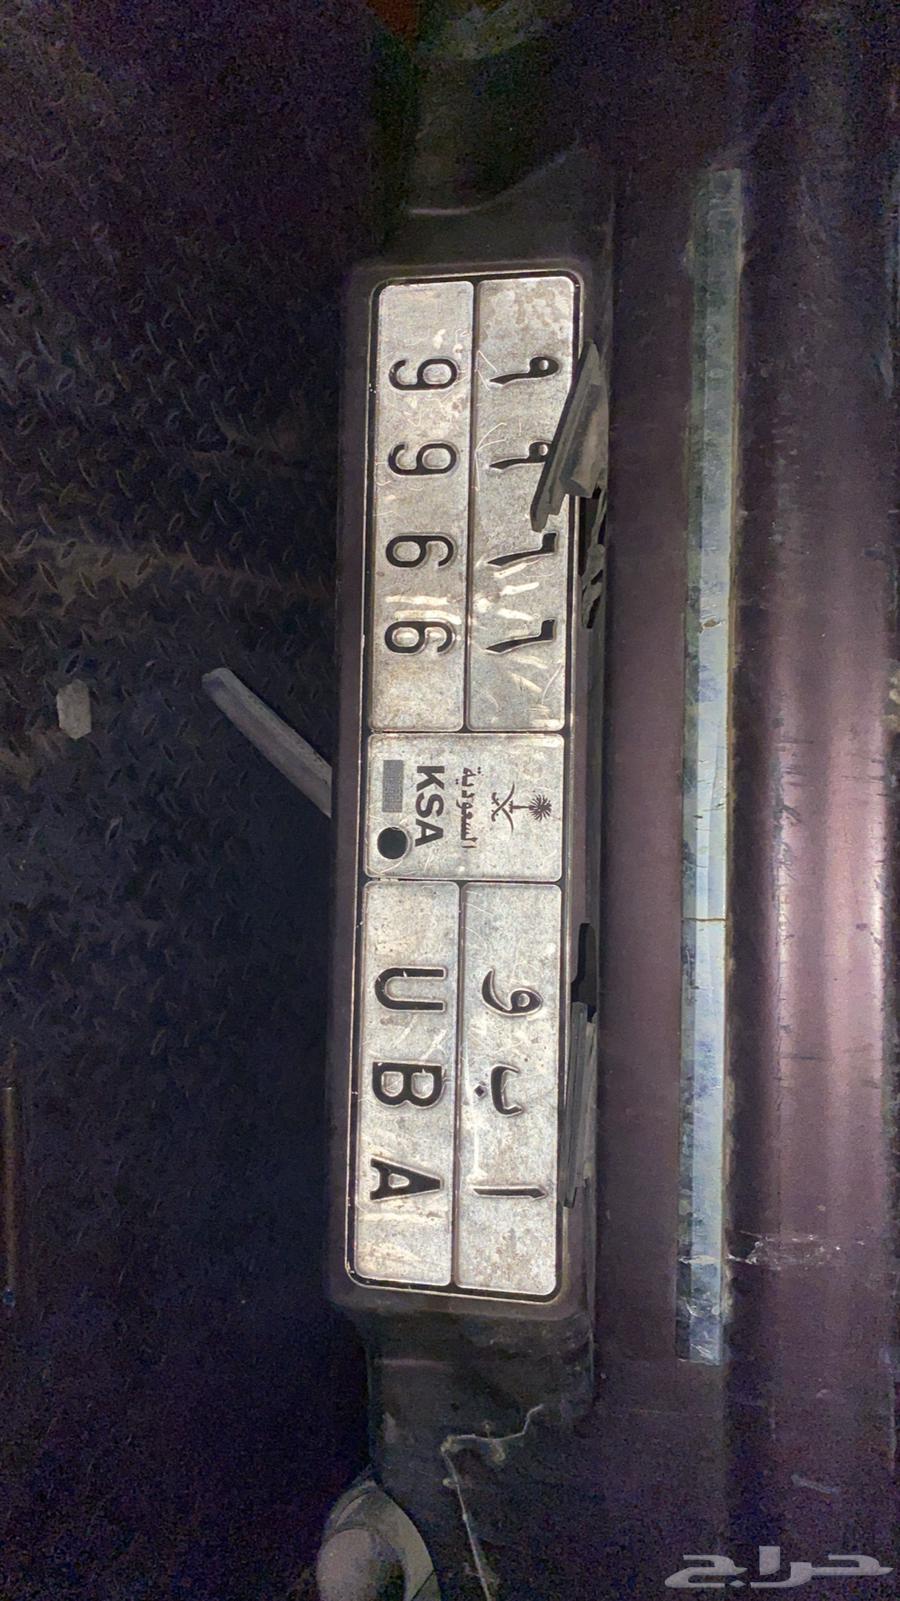 ٩٩٦٦
9966
السعودية
KSA
و ب ا
U B A
حراج